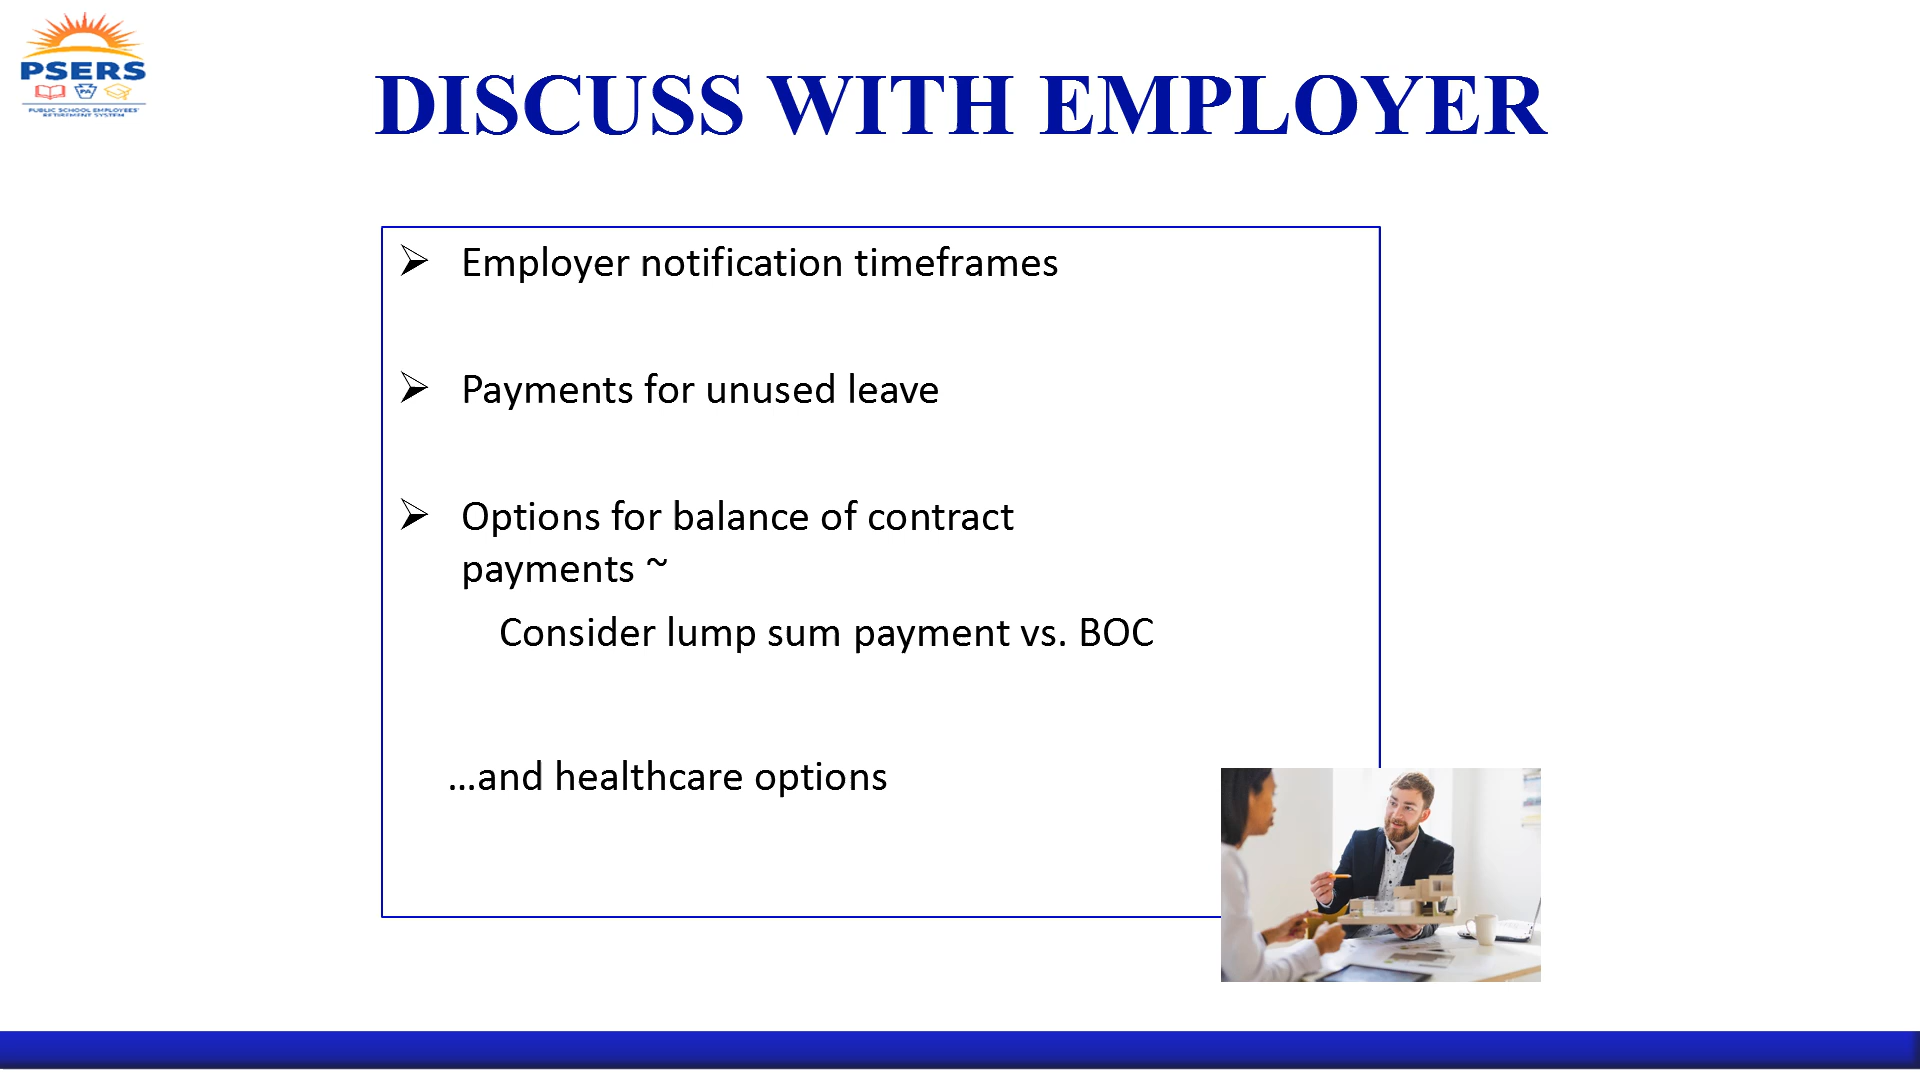 PSERS
PA
PUBLIC SCHOOL EMPLOYEES'
RETIREMENT SYSTEM
DISCUSS WITH EMPLOYER
➢ Employer notification timeframes
➢ Payments for unused leave
➢ Options for balance of contract
payments ~
Consider lump sum payment vs. BOC
...and healthcare options